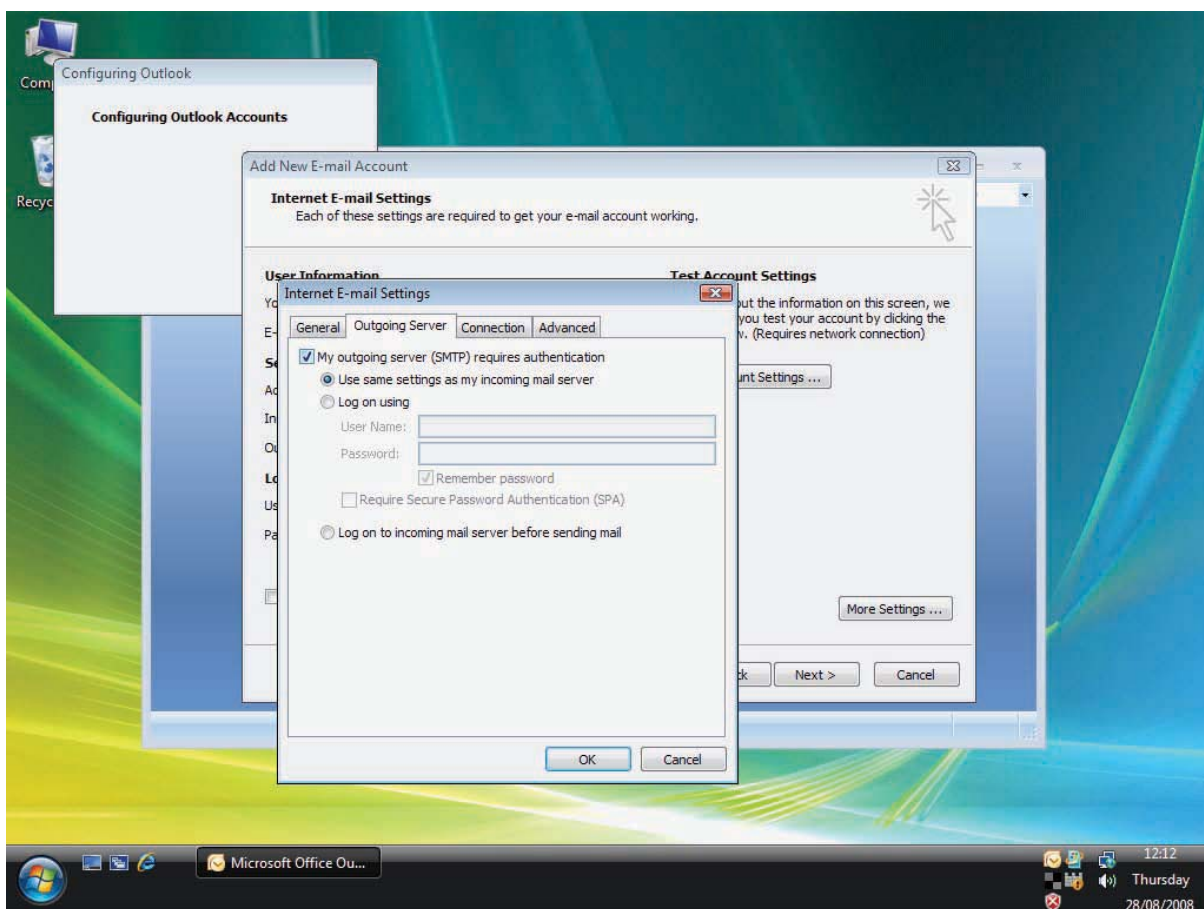 Configuring Outlook
Configuring Outlook Accounts
Add New E-mail Account
Internet E-mail Settings
Each of these settings are required to get your e-mail account working.
User Information
Test Account Settings
Internet E-mail Settings
out the information on this screen, we
you test your account by clicking the
(Requires network connection)
General Outgoing Server Connection Advanced
My outgoing server (SMTP) requires authentication
Use same settings as my incoming mail server
Settings ...
Log on using
User Name:
Password:
Remember password
Require Secure Password Authentication (SPA)
Log on to incoming mail server before sending mail
More Settings ...
Next > Cancel
OK Cancel
Microsoft Office Ou...
12:12
Thursday
28/08/2008